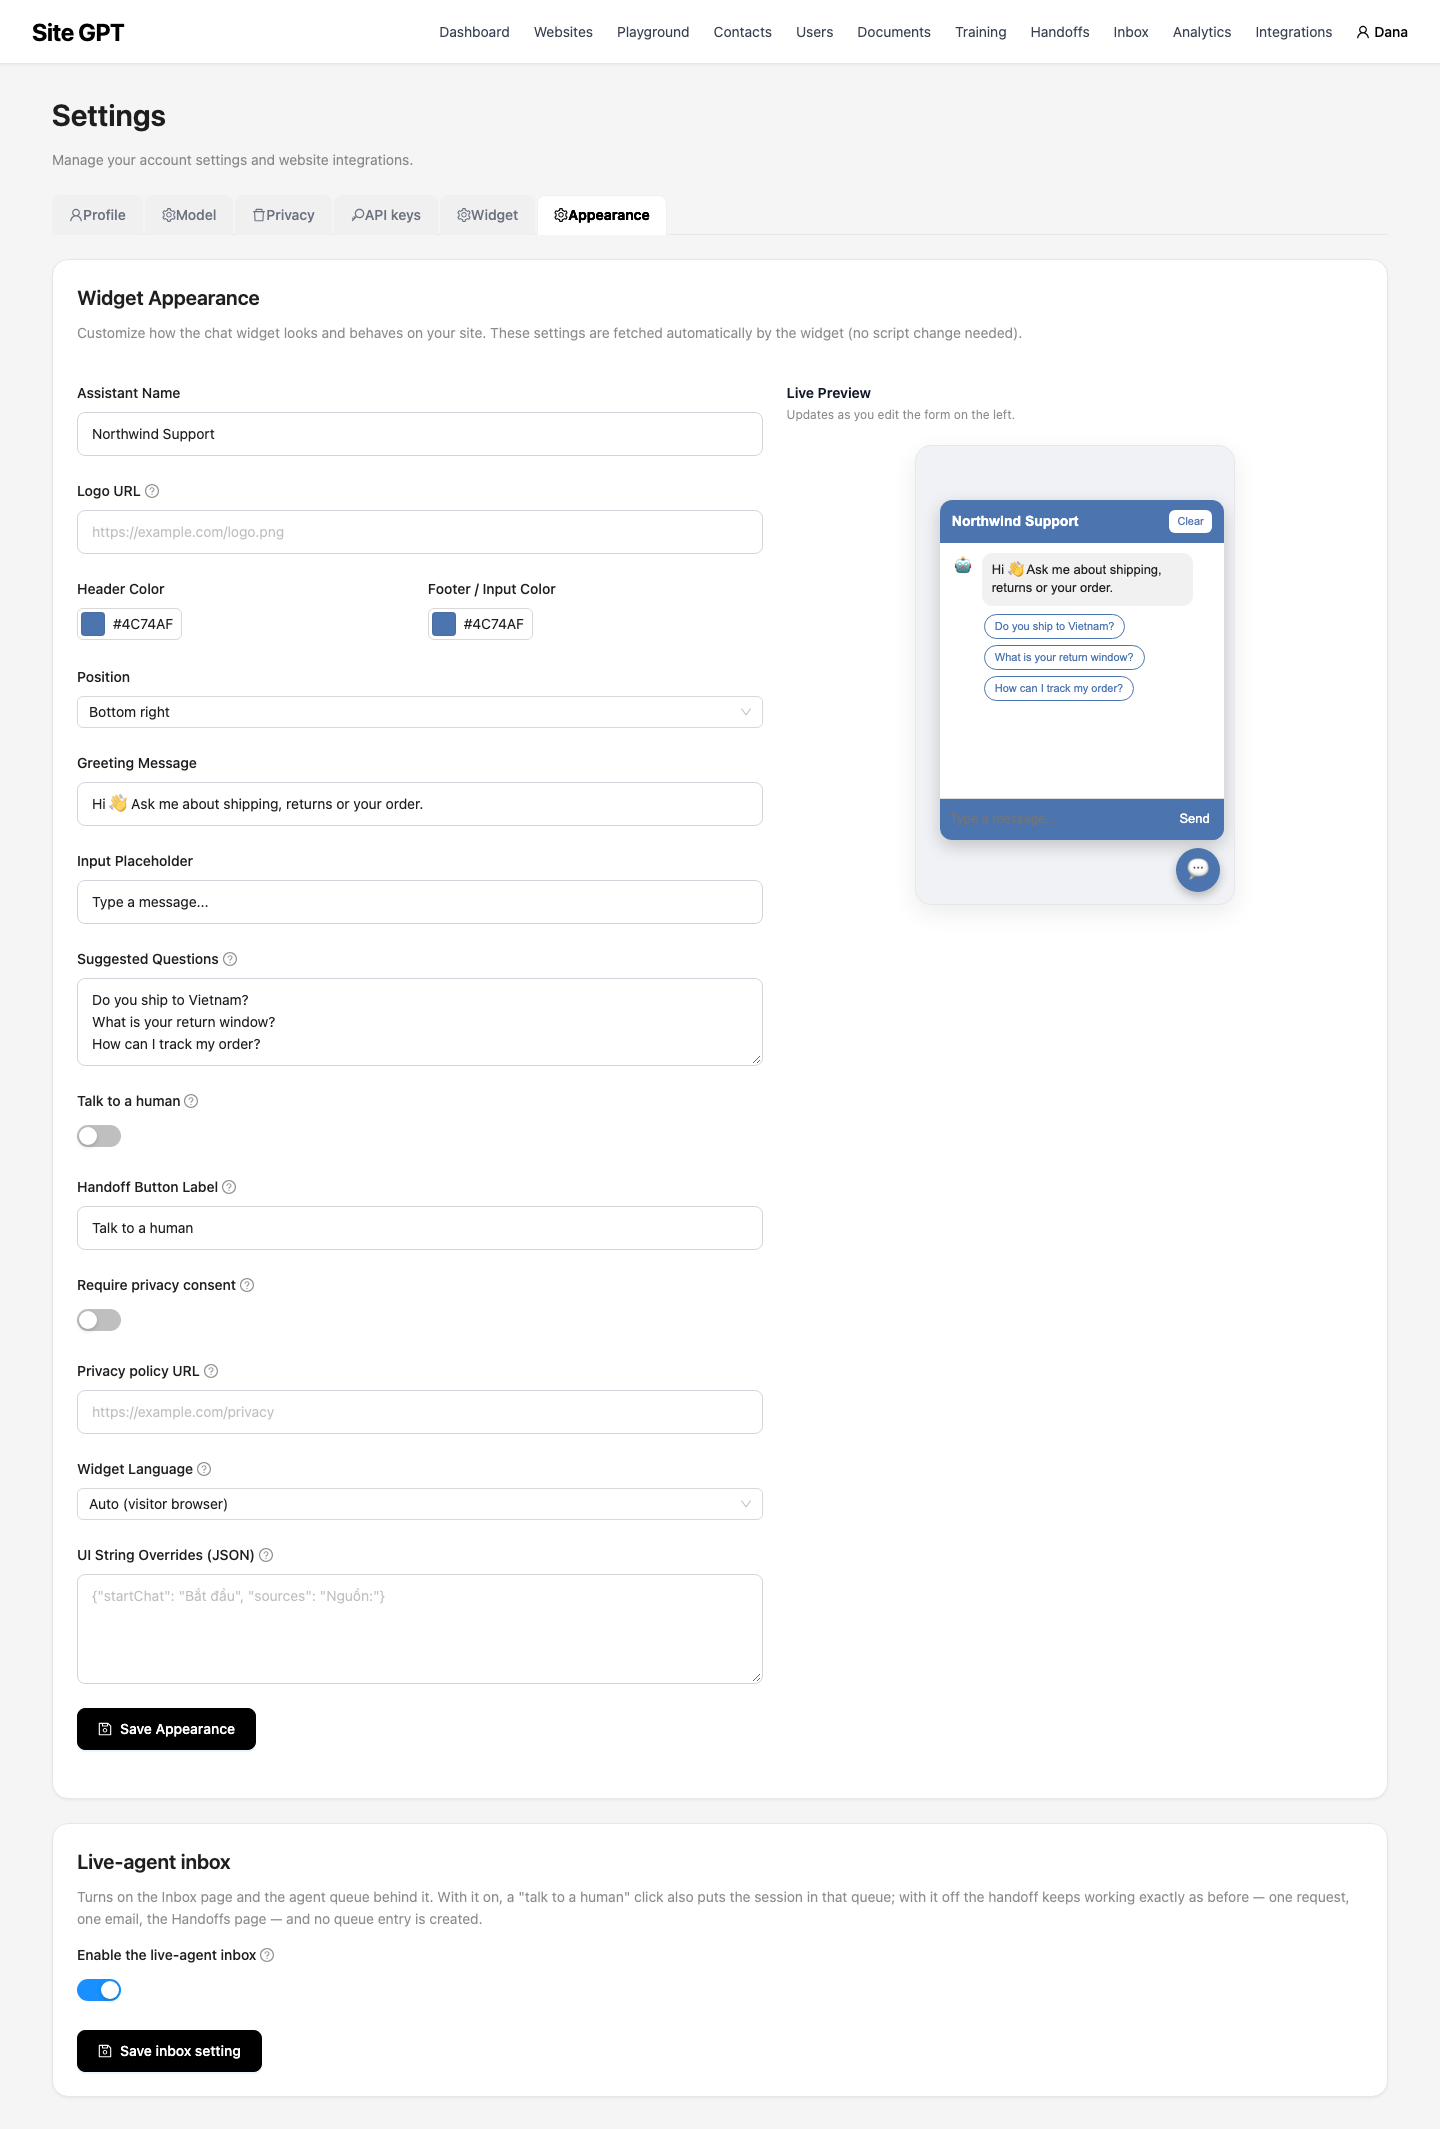 Site GPT
Dashboard
Websites
Playground
Contacts
Users
Documents
Training
Handoffs
Inbox
Analytics
Integrations
Dana
Settings
Manage your account settings and website integrations.
Profile
Model
Privacy
API keys
Widget
Appearance
Widget Appearance
Customize how the chat widget looks and behaves on your site. These settings are fetched automatically by the widget (no script change needed).
Assistant Name
Northwind Support
Logo URL
https://example.com/logo.png
Header Color
#4C74AF
Footer / Input Color
#4C74AF
Position
Bottom right
Greeting Message
Hi 👋 Ask me about shipping, returns or your order.
Input Placeholder
Type a message...
Suggested Questions
Do you ship to Vietnam?
What is your return window?
How can I track my order?
Talk to a human
Handoff Button Label
Talk to a human
Require privacy consent
Privacy policy URL
https://example.com/privacy
Widget Language
Auto (visitor browser)
UI String Overrides (JSON)
{"startChat": "Bắt đầu", "sources": "Nguồn:"}
Save Appearance
Live Preview
Updates as you edit the form on the left.
Northwind Support
Clear
Hi 👋 Ask me about shipping,
returns or your order.
Do you ship to Vietnam?
What is your return window?
How can I track my order?
Type a message...
Send
Live-agent inbox
Turns on the Inbox page and the agent queue behind it. With it on, a "talk to a human" click also puts the session in that queue; with it off the handoff keeps working exactly as before — one request,
one email, the Handoffs page — and no queue entry is created.
Enable the live-agent inbox
Save inbox setting